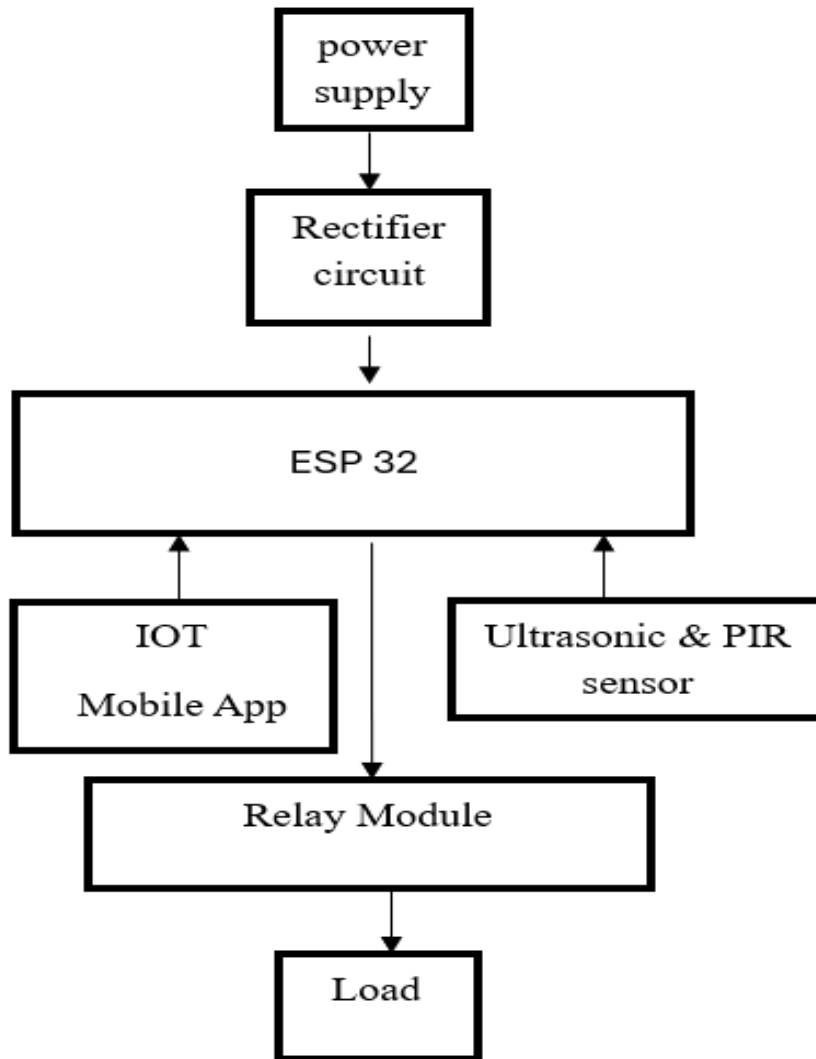 power
supply
Rectifier
circuit
ESP 32
IOT
Mobile App
Ultrasonic & PIR
sensor
Relay Module
Load